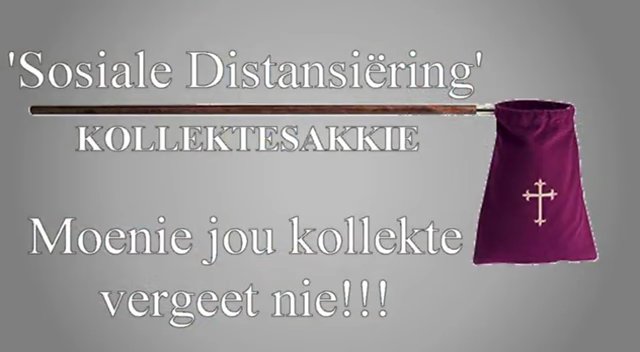 'Sosiale Distansiëring'
KOLLEKTESAKKIE
Moenie jou kollekte
vergeet nie!!!